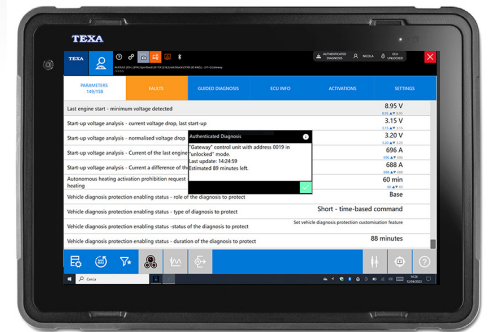 TEXA
TEXA
AUTHENTICATED DIAGNOSIS
NICOLA
ECU UNLOCKED
PARAMETERS
149/198
FAULTS
GUIDED DIAGNOSIS
ECU INFO
ACTIVATIONS
SETTINGS
Last engine start - minimum voltage detected
8.95 V
Start-up voltage analysis - current voltage drop, last start-up
3.15 V
Start-up voltage analysis - normalised voltage drop
3.20 V
Start-up voltage analysis - Current of the last engine
696 A
Start-up voltage analysis - Current a difference of th
688 A
Autonomous heating activation prohibition request
heating
60 min
Vehicle diagnosis protection enabling status - role of the diagnosis to protect
Base
Vehicle diagnosis protection enabling status - type of diagnosis to protect
Short - time-based command
Vehicle diagnosis protection enabling status -status of the diagnosis to protect
Set vehicle diagnosis protection customisation feature
Vehicle diagnosis protection enabling status - duration of the diagnosis to protect
88 minutes
Authenticated Diagnosis
"Gateway" control unit with address 0019 in
"unlocked" mode.
Last update: 14:24:59
Estimated 89 minutes left.
Cerca